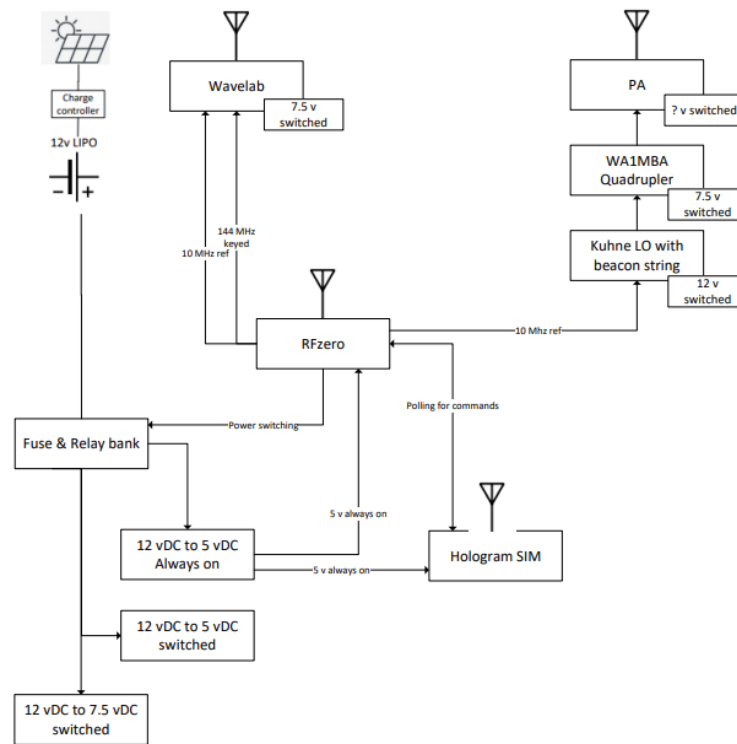 Charge
controller
12v LIPO
Wavelab
7.5 v
switched
PA
? v switched
WA1MBA
Quadrupler
7.5 v
switched
Kuhne LO with
beacon string
12 v
switched
144 MHz
keyed
10 MHz ref
RFzero
10 Mhz ref
Polling for commands
Power switching
Fuse & Relay bank
5 v always on
12 vDC to 5 vDC
Always on
5 v always on
Hologram SIM
12 vDC to 5 vDC
switched
12 vDC to 7.5 vDC
switched